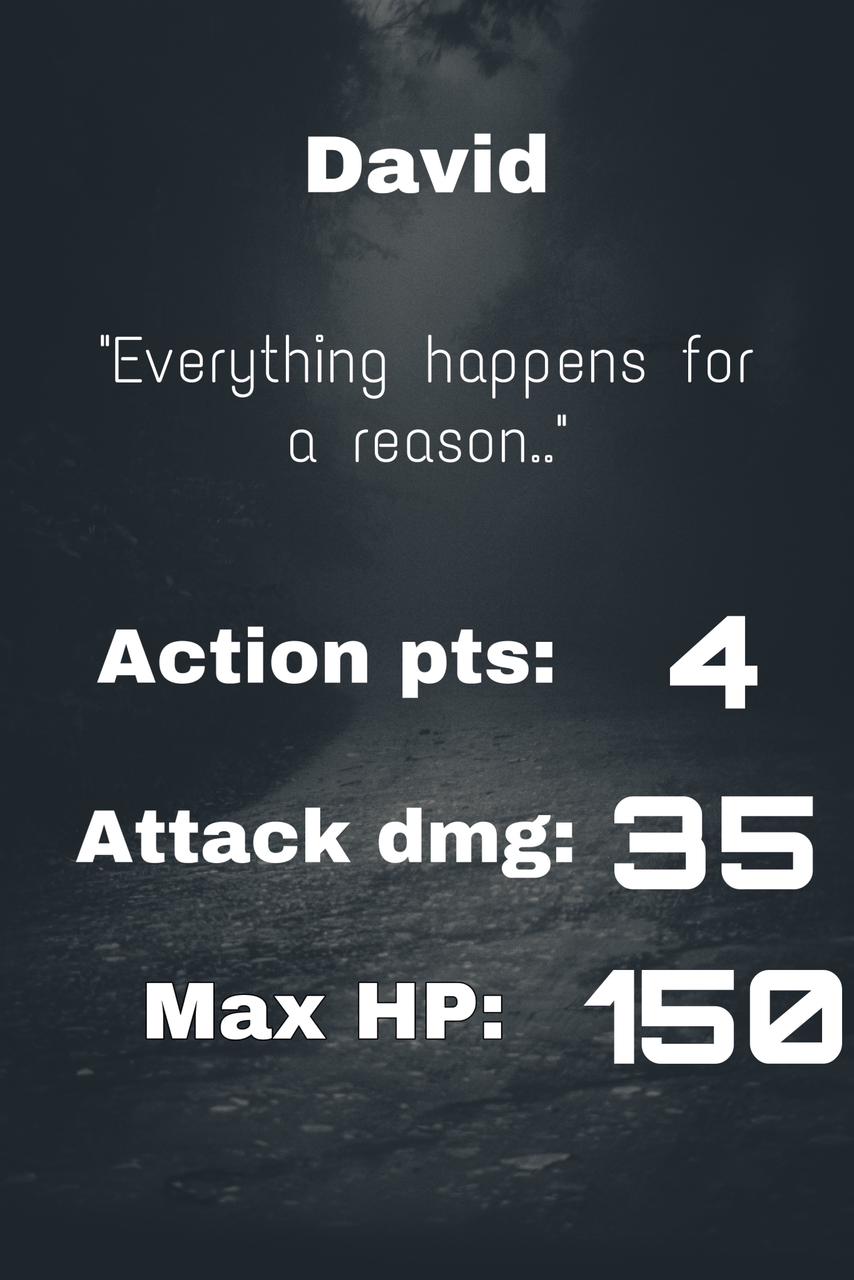 David
"Everything happens for
a reason.."
Action pts: 4
Attack dmg: 35
Max HP: 150